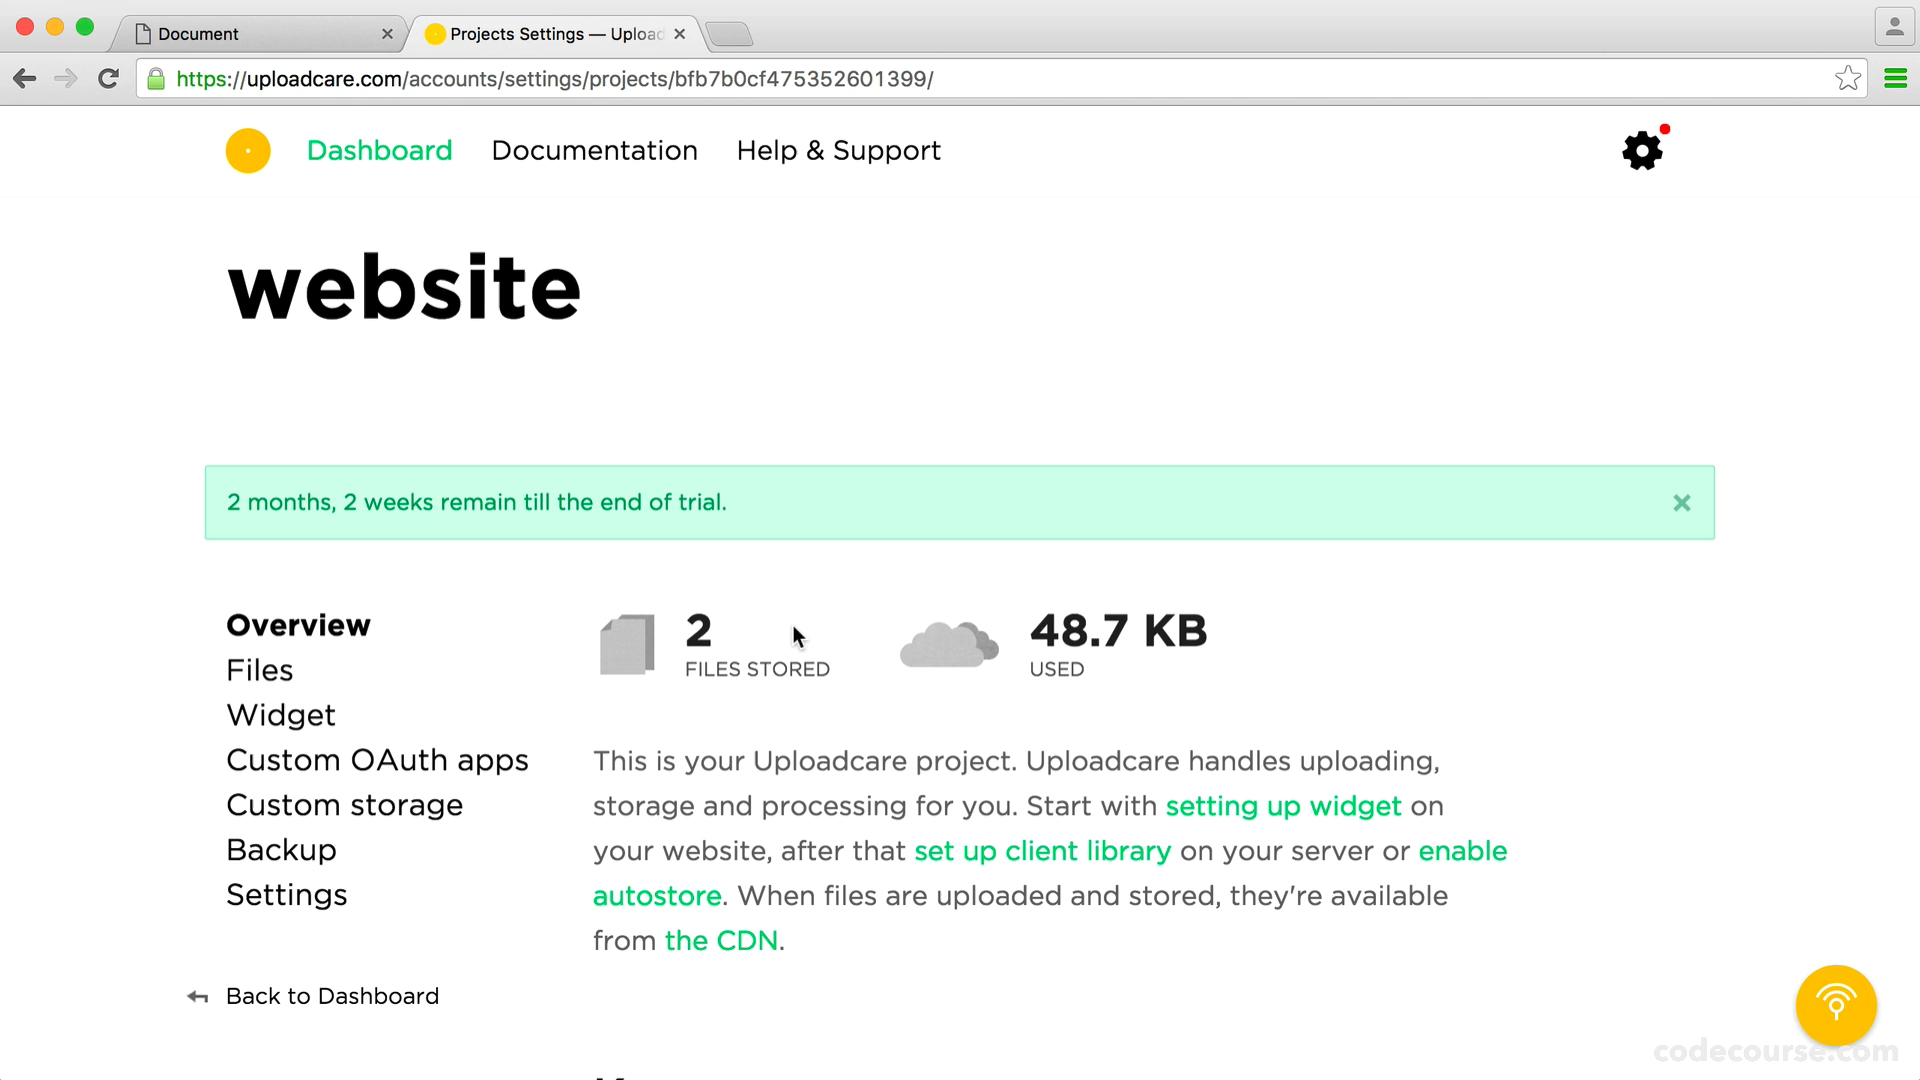 Document
Projects Settings — Upload
https://uploadcare.com/accounts/settings/projects/bfb7b0cf475352601399/
Dashboard Documentation Help & Support
website
2 months, 2 weeks remain till the end of trial.
Overview
Files
Widget
Custom OAuth apps
Custom storage
Backup
Settings
Back to Dashboard
2
FILES STORED
48.7 KB
USED
This is your Uploadcare project. Uploadcare handles uploading,
storage and processing for you. Start with setting up widget on
your website, after that set up client library on your server or enable
autostore. When files are uploaded and stored, they're available
from the CDN.
codecourse.com